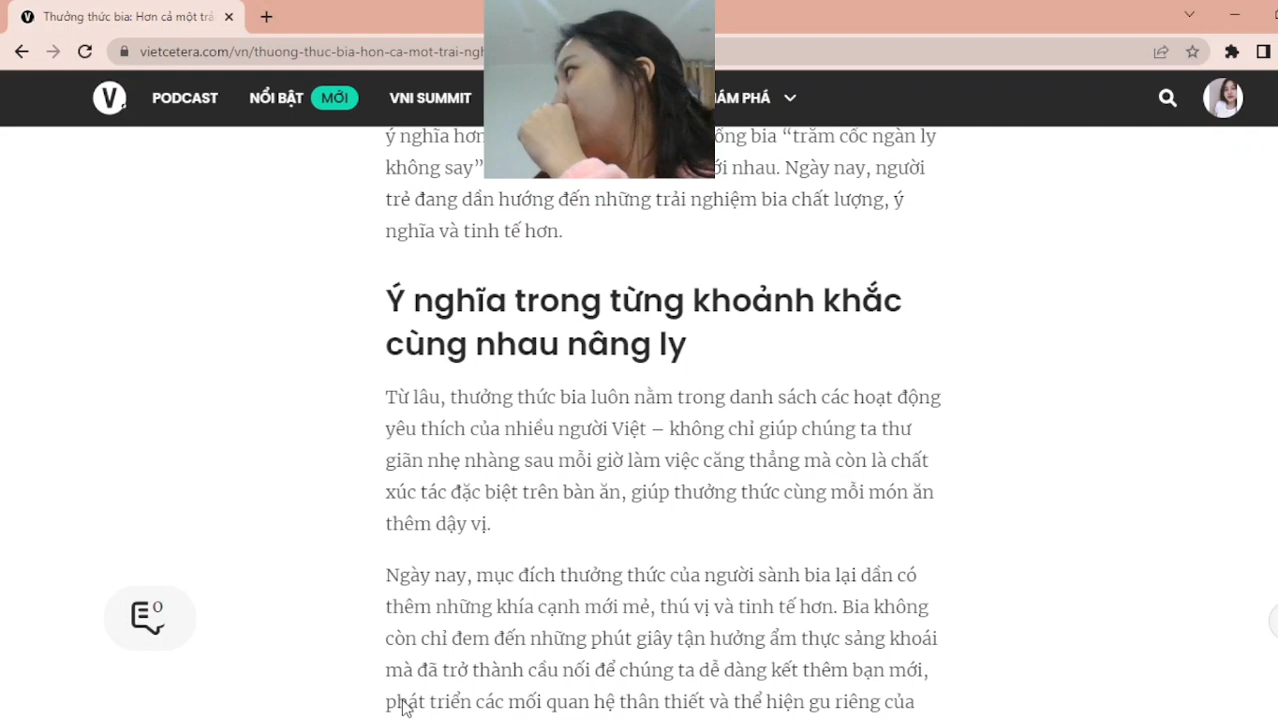 Thưởng thức bia: Hơn cả một trả
vietcetera.com/vn/thuong-thuc-bia-hon-ca-mot-trai-ngh
PODCAST NỔI BẬT MỚI VNI SUMMIT PHÁ
ý nghĩa hơn bia “trăm cốc ngàn ly
không say” nhau. Ngày nay, người
trẻ đang dần hướng đến những trải nghiệm bia chất lượng, ý
nghĩa và tinh tế hơn.
Ý nghĩa trong từng khoảnh khắc
cùng nhau nâng ly
Từ lâu, thưởng thức bia luôn nằm trong danh sách các hoạt động
yêu thích của nhiều người Việt – không chỉ giúp chúng ta thư
giãn nhẹ nhàng sau mỗi giờ làm việc căng thẳng mà còn là chất
xúc tác đặc biệt trên bàn ăn, giúp thưởng thức cùng mỗi món ăn
thêm dậy vị.
Ngày nay, mục đích thưởng thức của người sành bia lại dần có
thêm những khía cạnh mới mẻ, thú vị và tinh tế hơn. Bia không
còn chỉ đem đến những phút giây tận hưởng ẩm thực sảng khoái
mà đã trở thành cầu nối để chúng ta dễ dàng kết thêm bạn mới,
phát triển các mối quan hệ thân thiết và thể hiện gu riêng của
0